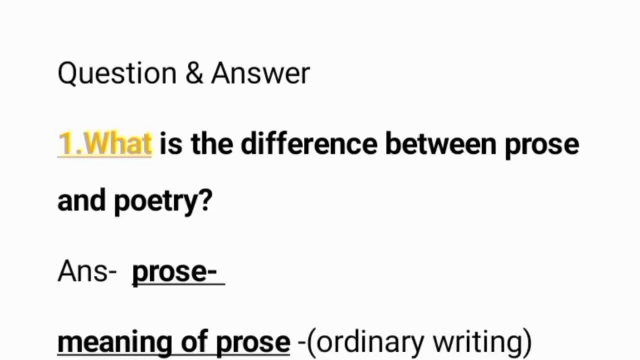 Question & Answer
1.What is the difference between prose
and poetry?
Ans- prose-
meaning of prose -(ordinary writing)